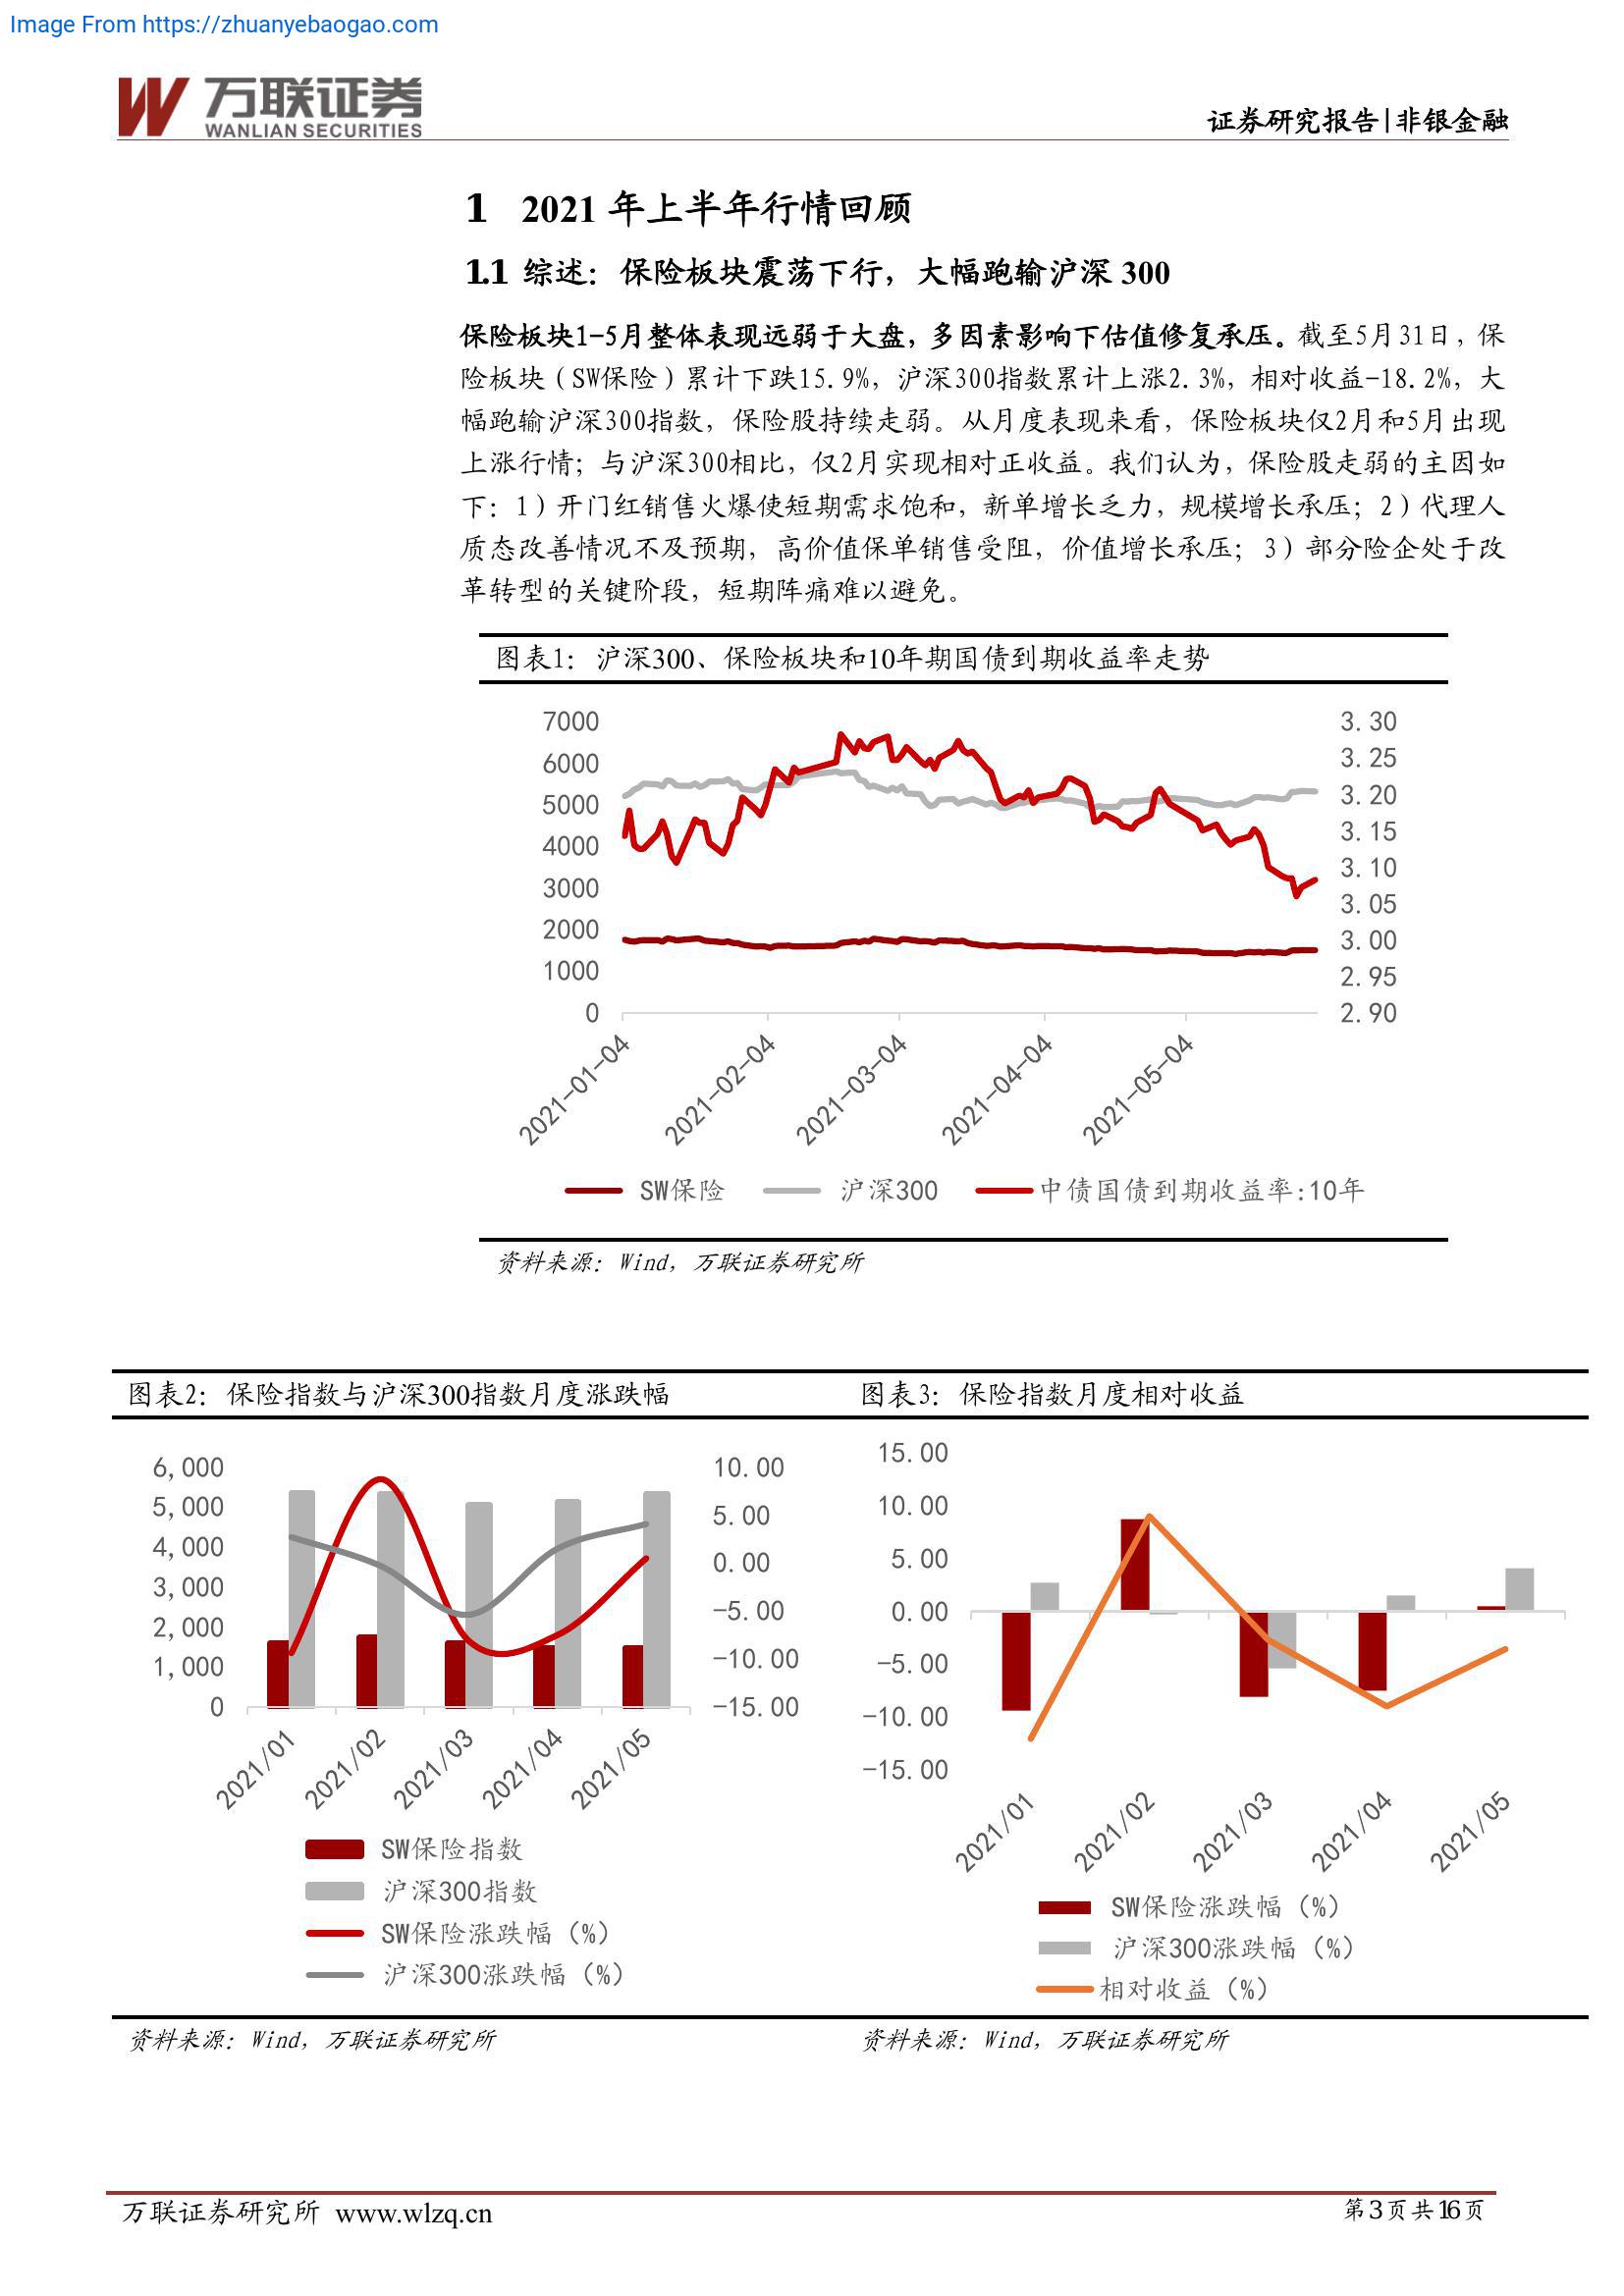 Image From https://zhuanyebaogao.com
万联证券
WANLIAN SECURITIES
证券研究报告|非银金融
1 2021 年上半年行情回顾
1.1 综述：保险板块震荡下行，大幅跑输沪深 300
保险板块1-5月整体表现远弱于大盘，多因素影响下估值修复承压。截至5月31日，保
险板块（SW保险）累计下跌15.9%，沪深300指数累计上涨2.3%，相对收益-18.2%，大
幅跑输沪深300指数，保险股持续走弱。从月度表现来看，保险板块仅2月和5月出现
上涨行情；与沪深300相比，仅2月实现相对正收益。我们认为，保险股走弱的主因如
下：1）开门红销售火爆使短期需求饱和，新单增长乏力，规模增长承压；2）代理人
质态改善情况不及预期，高价值保单销售受阻，价值增长承压；3）部分险企处于改
革转型的关键阶段，短期阵痛难以避免。
图表1：沪深300、保险板块和10年期国债到期收益率走势
7000
6000
5000
4000
3000
2000
1000
0
3.30
3.25
3.20
3.15
3.10
3.05
3.00
2.95
2.90
2021-01-04
2021-02-04
2021-03-04
2021-04-04
2021-05-04
SW保险 沪深300 中债国债到期收益率:10年
资料来源：Wind，万联证券研究所
图表2：保险指数与沪深300指数月度涨跌幅
6,000
5,000
4,000
3,000
2,000
1,000
0
10.00
5.00
0.00
-5.00
-10.00
-15.00
2021/01
2021/02
2021/03
2021/04
2021/05
SW保险指数
沪深300指数
SW保险涨跌幅（%）
沪深300涨跌幅（%）
资料来源：Wind，万联证券研究所
图表3：保险指数月度相对收益
15.00
10.00
5.00
0.00
-5.00
-10.00
-15.00
2021/01
2021/02
2021/03
2021/04
2021/05
SW保险涨跌幅（%）
沪深300涨跌幅（%）
相对收益（%）
资料来源：Wind，万联证券研究所
万联证券研究所 www.wlzq.cn
第3页共16页